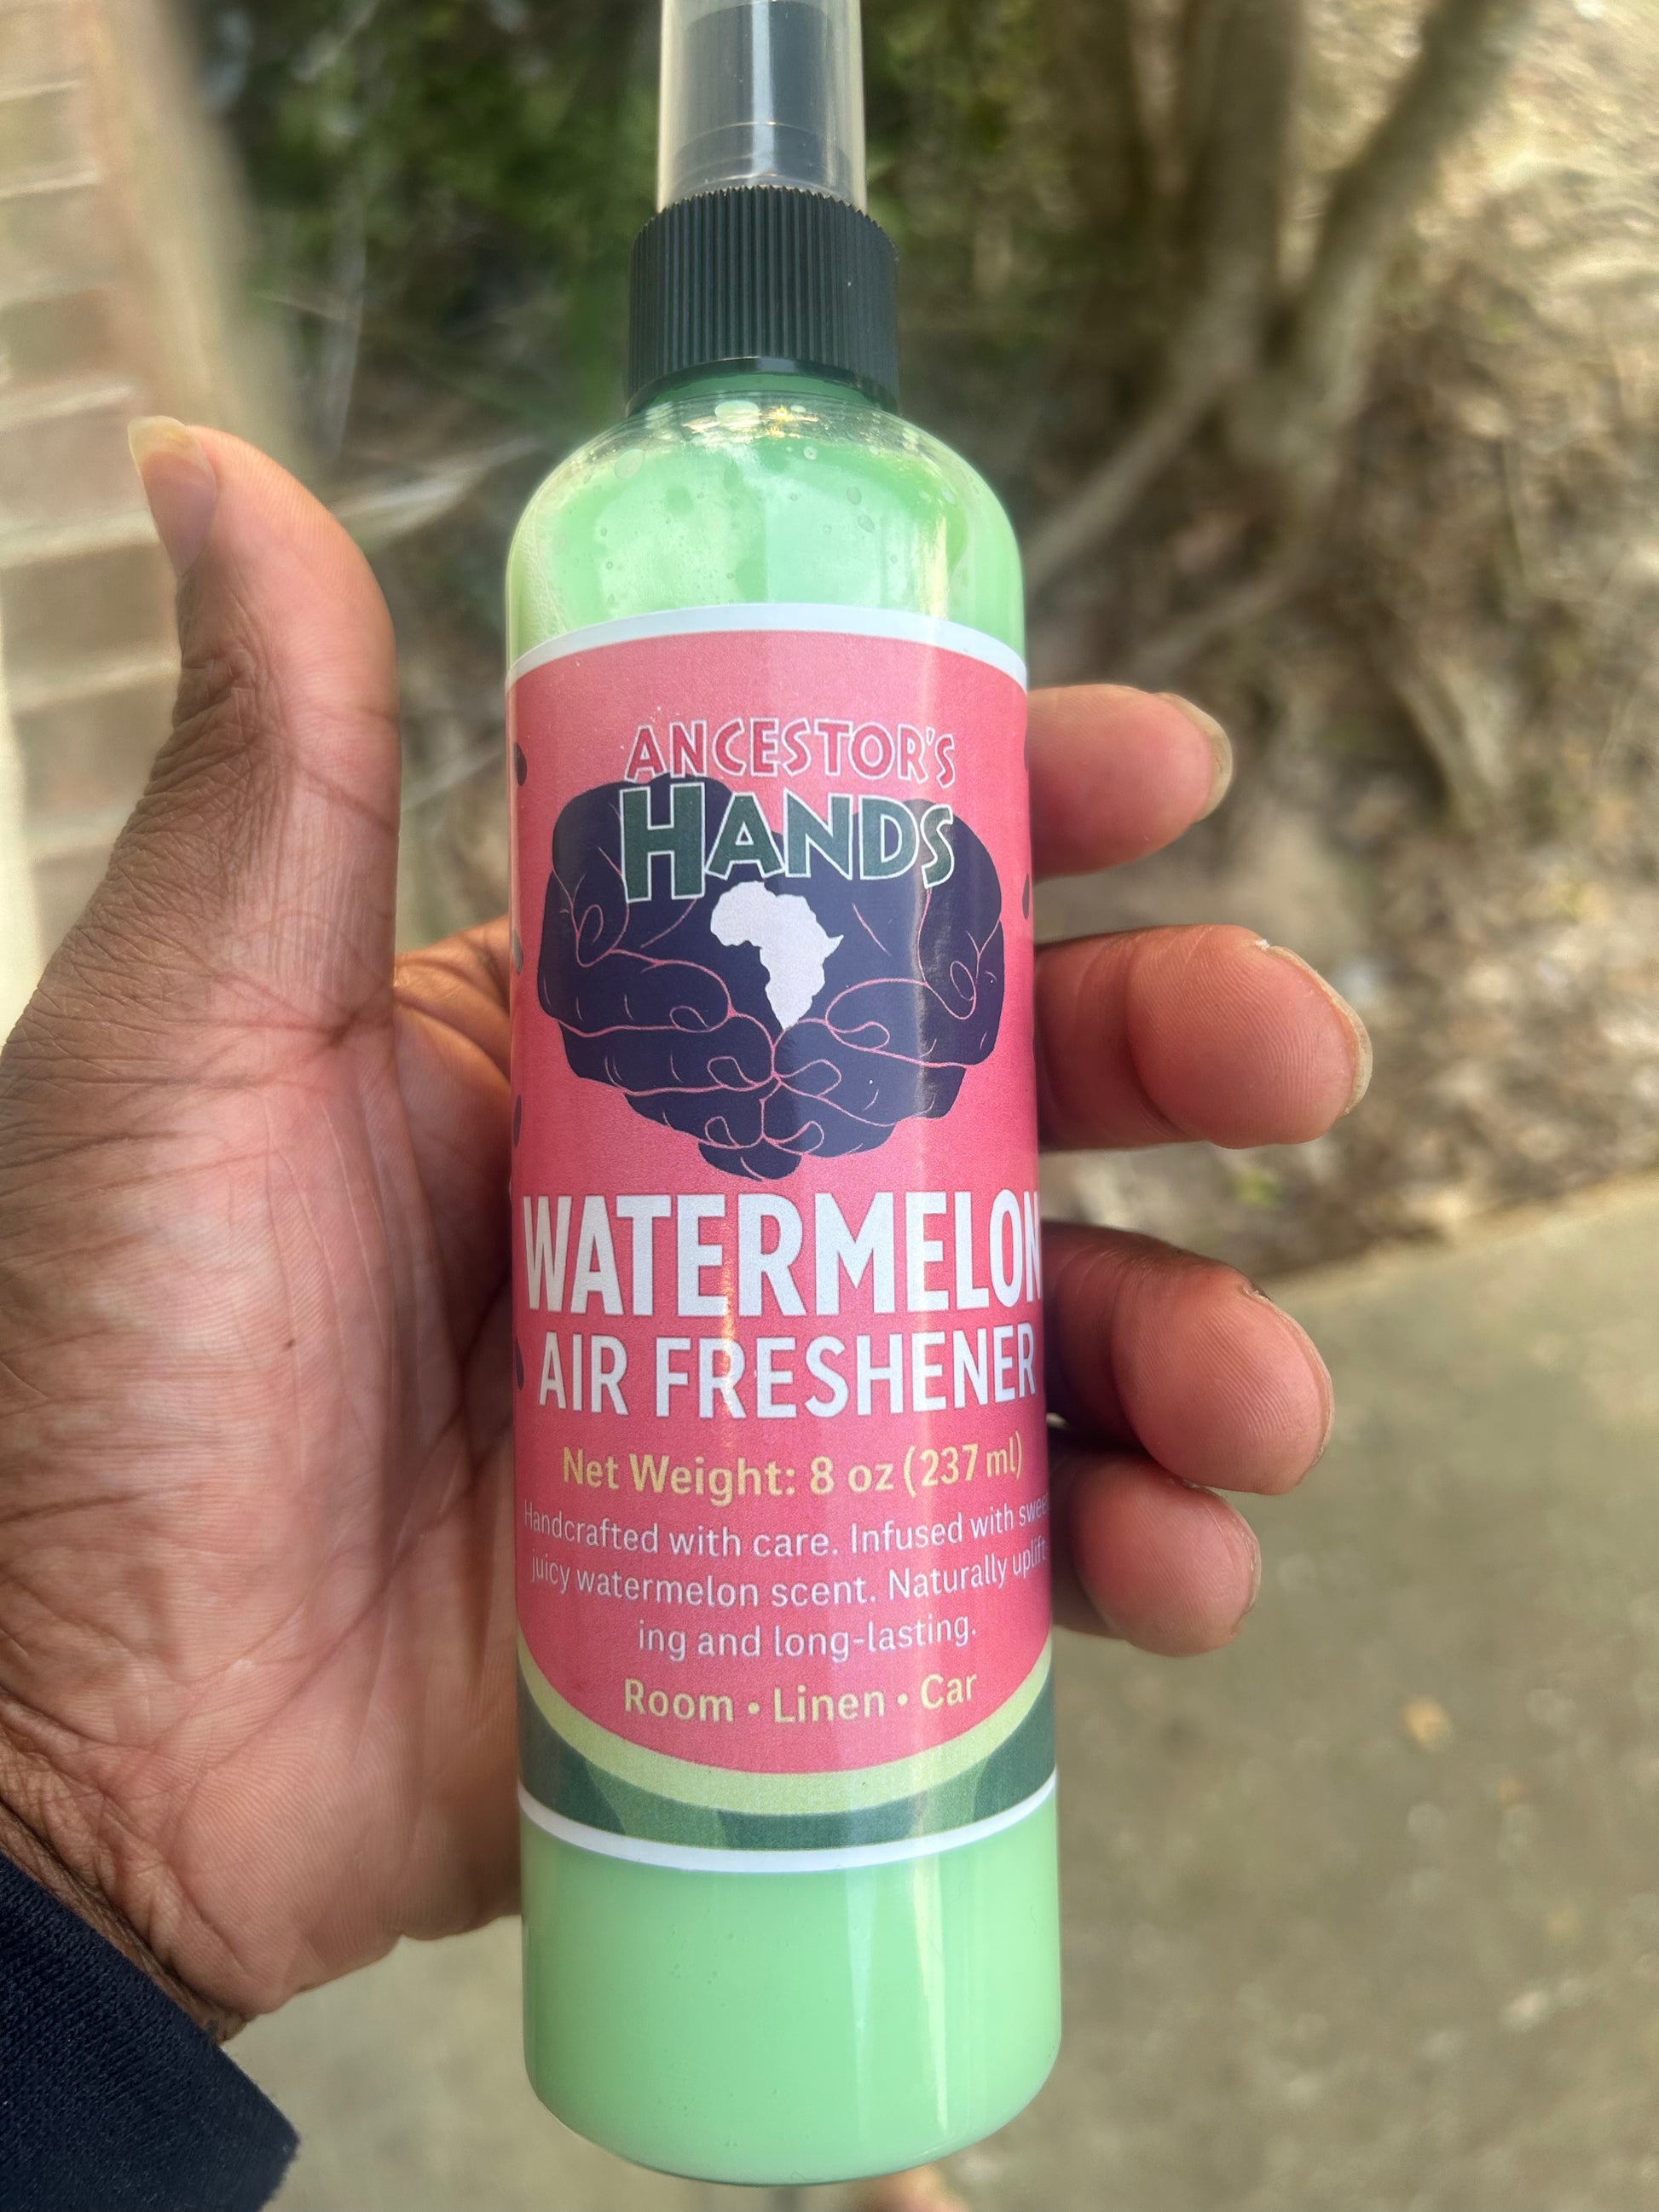 ANCESTOR'S
HANDS
WATERMELON
AIR FRESHENER
Net Weight: 8 oz (237 ml)
Handcrafted with care. Infused with
juicy watermelon scent. Naturally uplift-
ing and long-lasting.
Room • Linen • Car